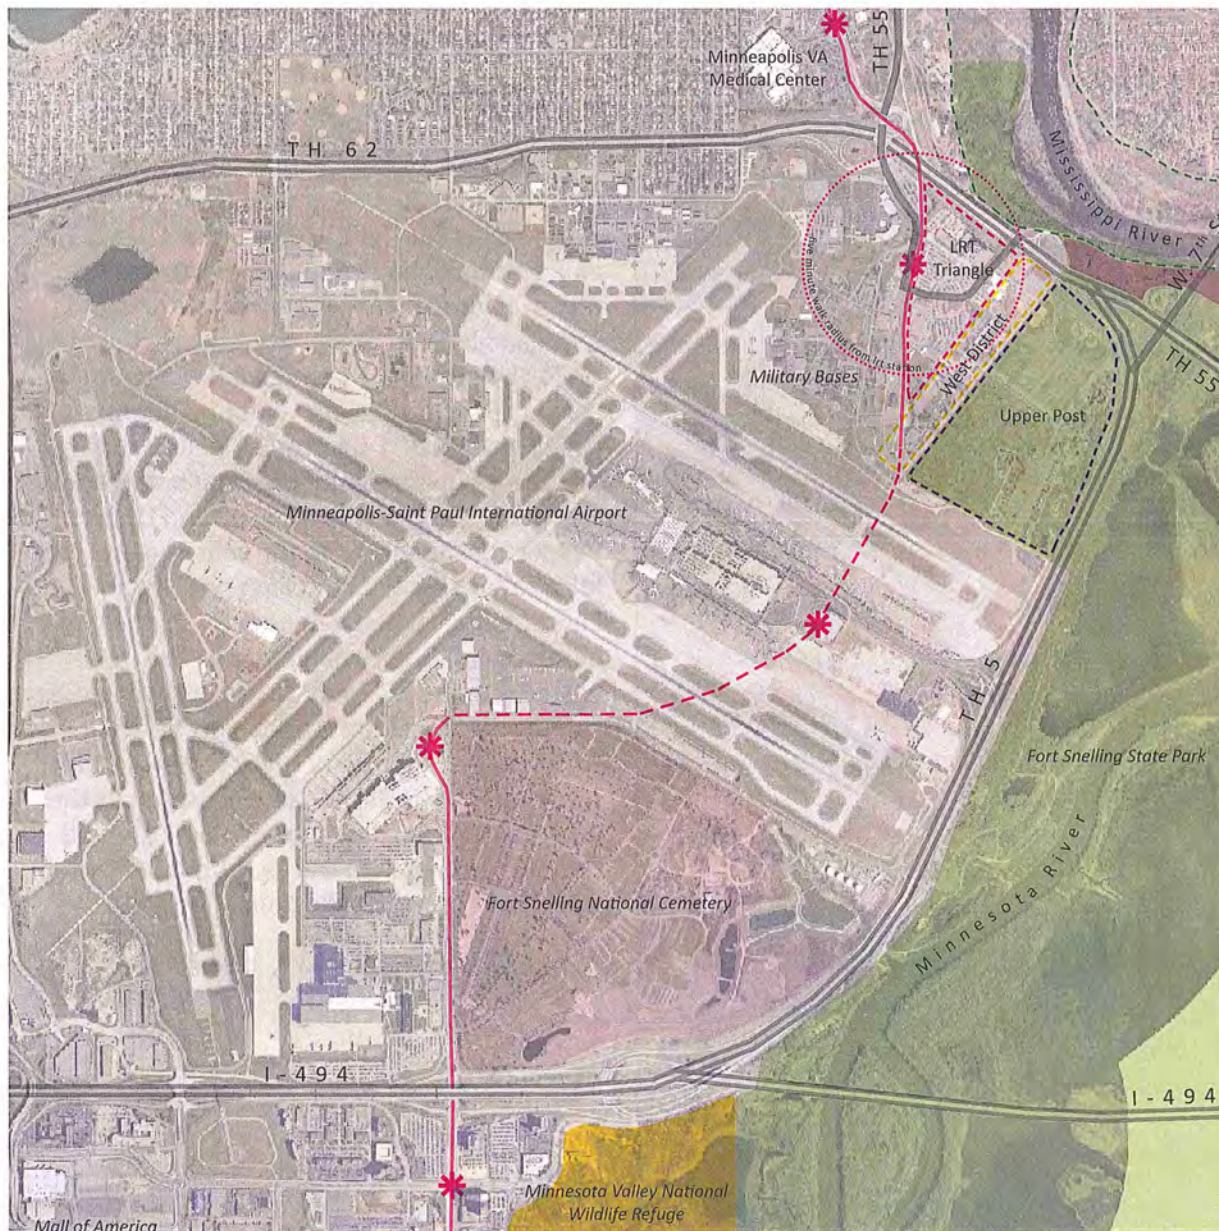 Minneapolis VA
Medical Center
TH 55
TH 62
Mississippi River
W. 7th S
LRT
Triangle
five minute walk radius from lrt station
West District
Military Bases
TH 55
Upper Post
Minneapolis-Saint Paul International Airport
TH 5
Fort Snelling State Park
Minnesota River
Fort Snelling National Cemetery
I-494
I-494
Minnesota Valley National
Wildlife Refuge
Mall of America